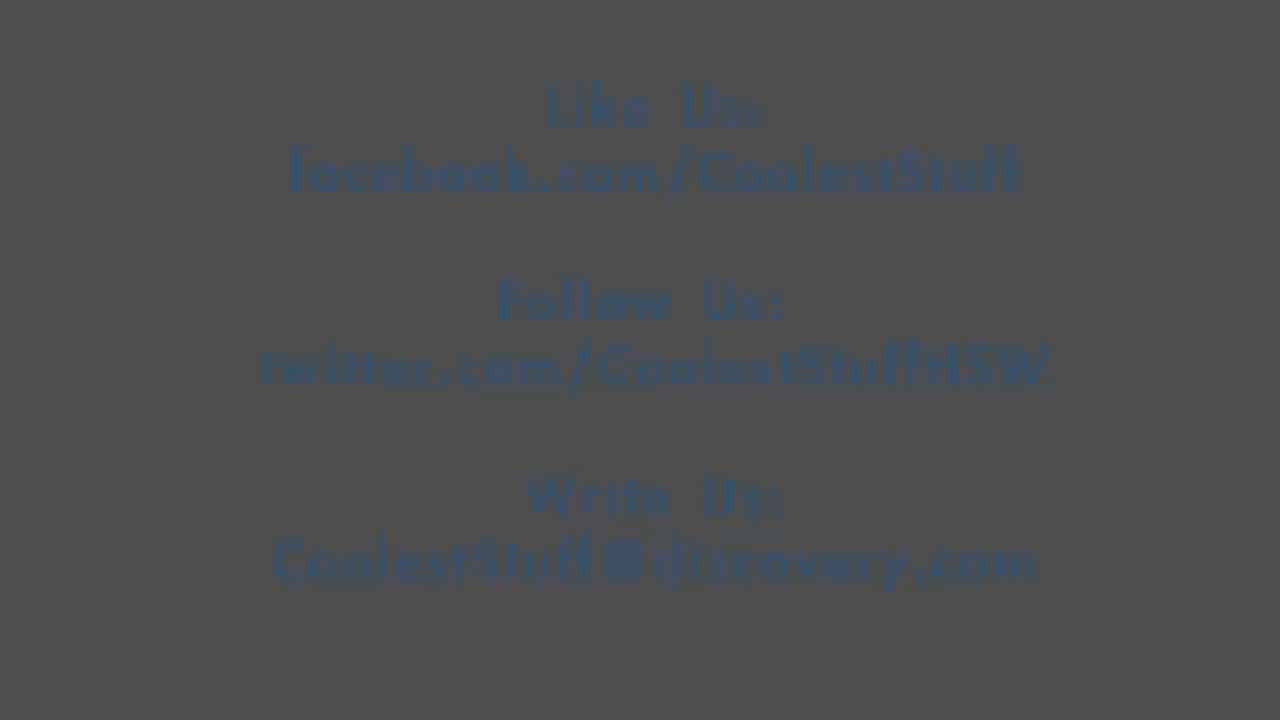 Like Us:
facebook.com/CoolestStuff
Follow Us:
twitter.com/CoolestStuffHSW
Write Us:
CoolestStuff@discovery.com